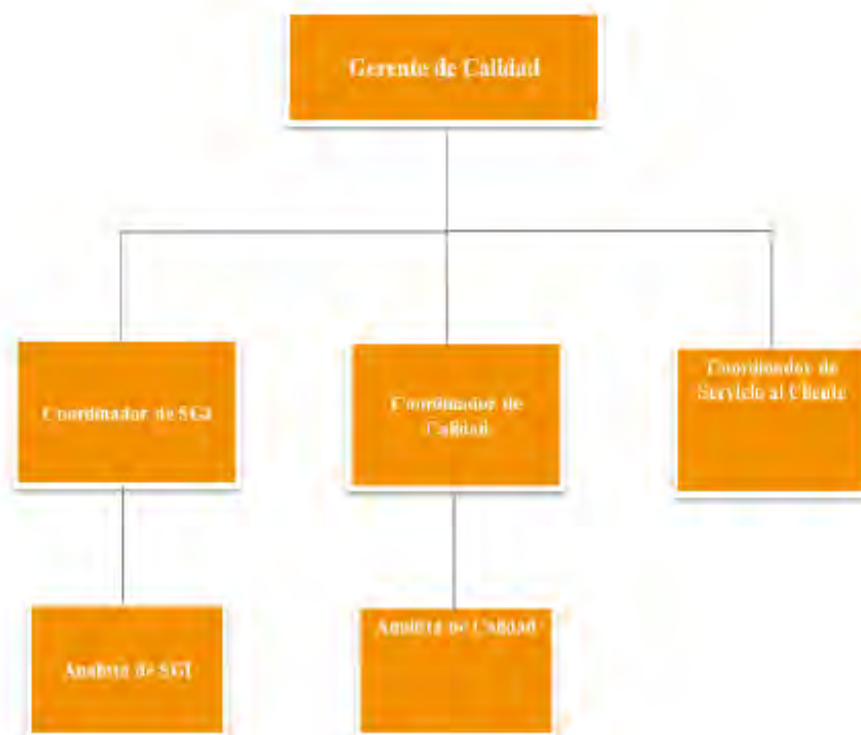 Gerente de Calidad
Coordinador de SGI
Coordinador de
Calidad
Coordinador de
Servicio al Cliente
Analista de SGI
Analista de Calidad